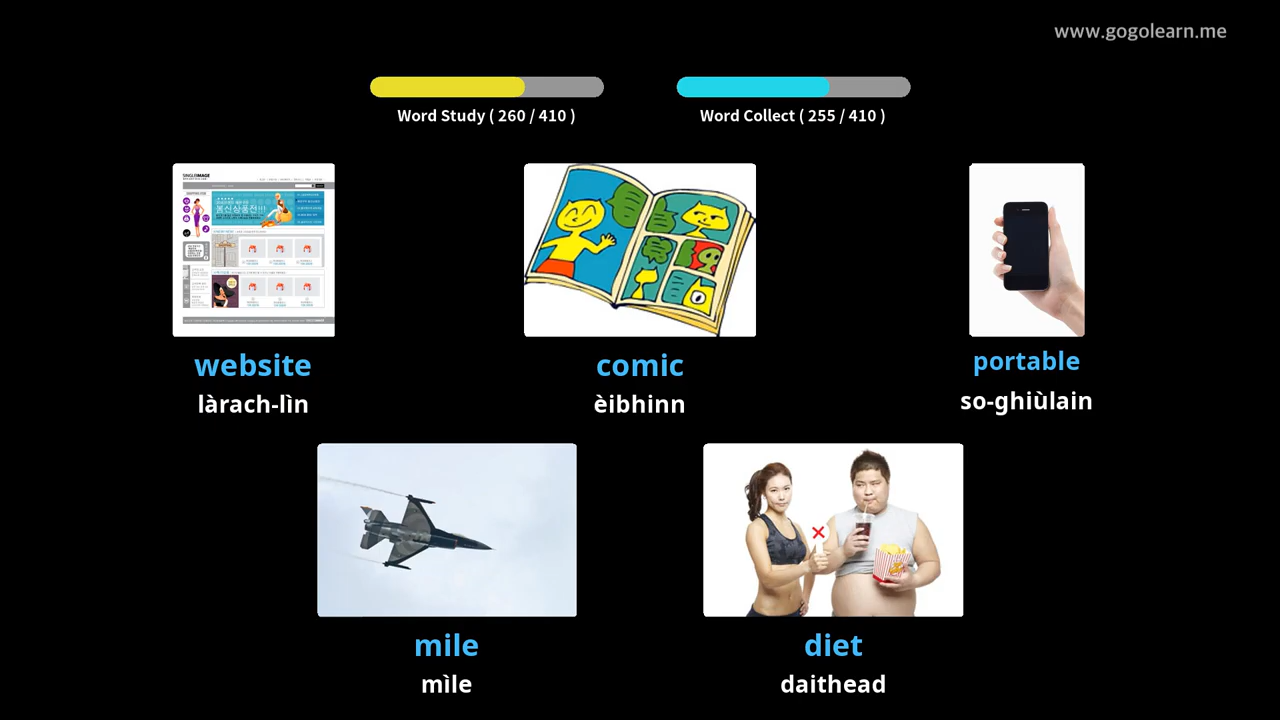 www.gogolearn.me
Word Study ( 260 / 410 )
Word Collect ( 255 / 410 )
website
làrach-lìn
comic
èibhinn
portable
so-ghiùlain
mile
mìle
diet
daithead